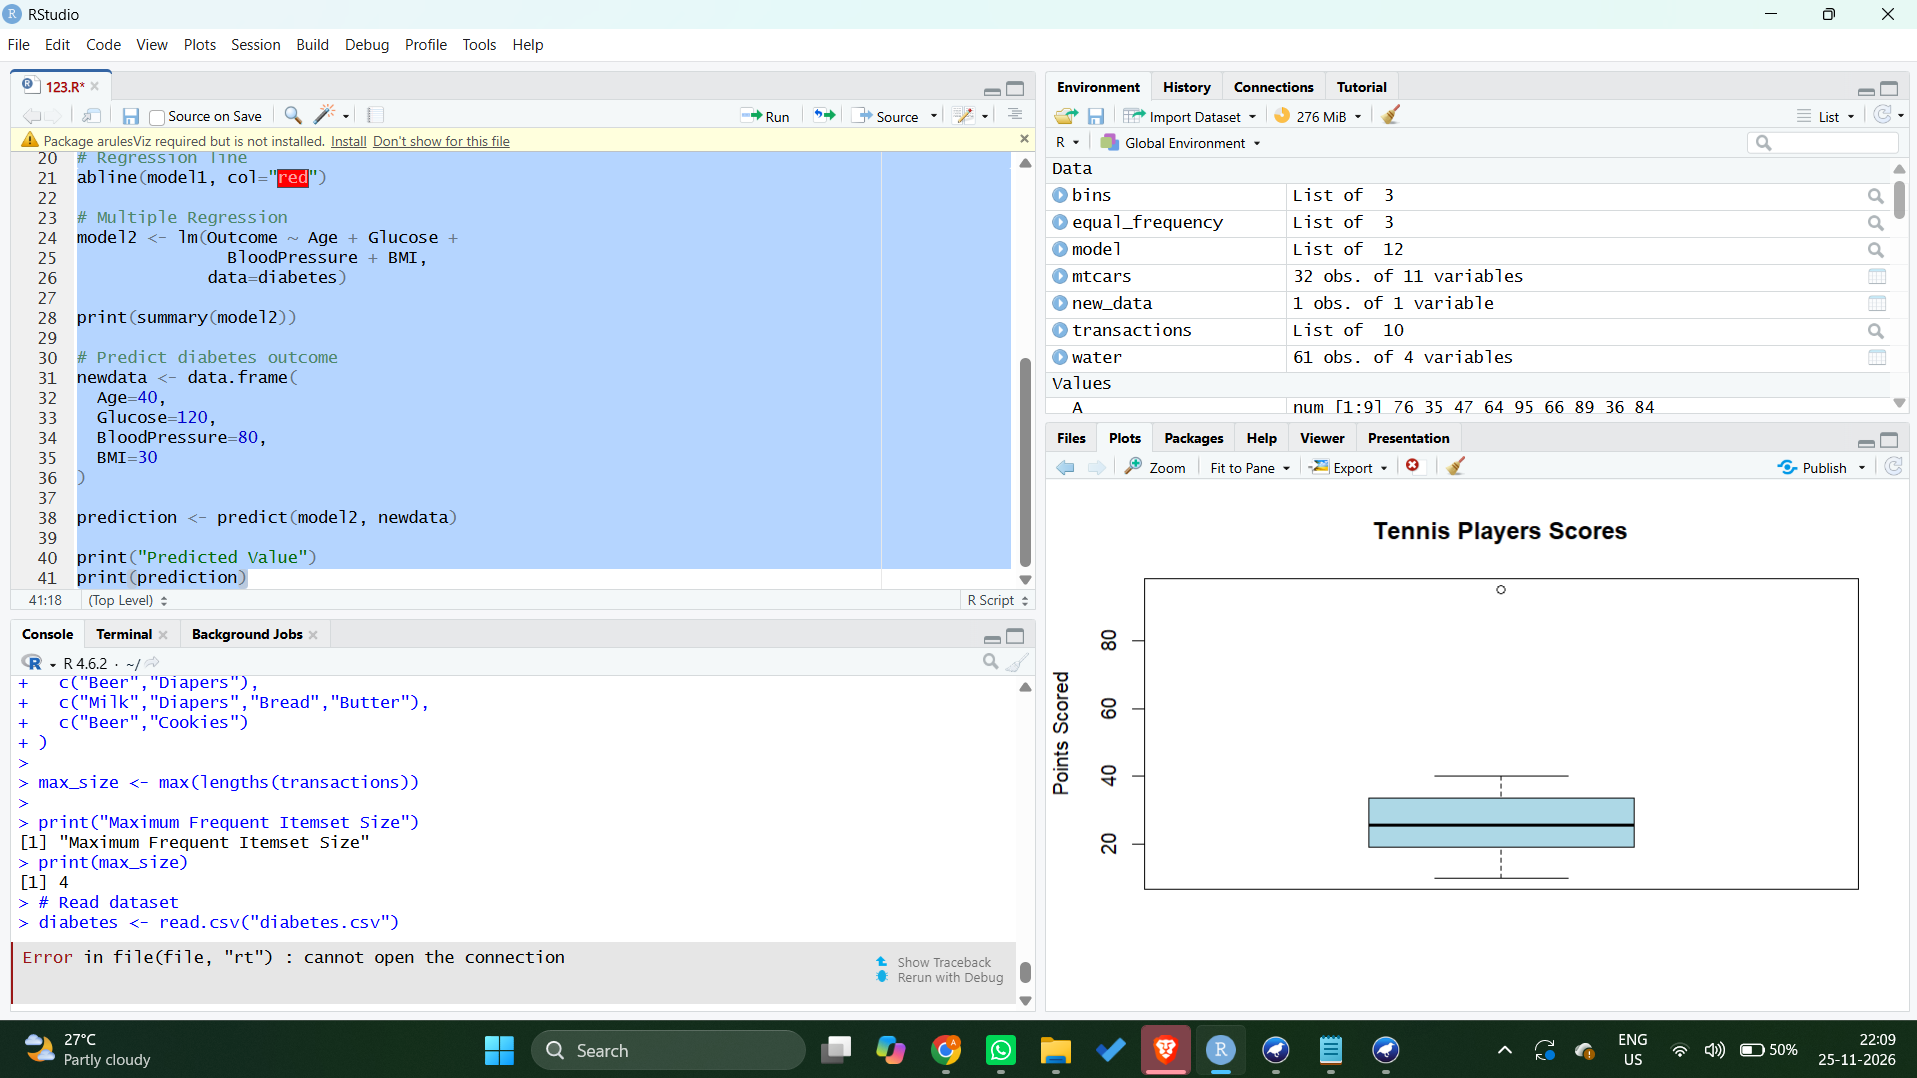 RStudio
File Edit Code View Plots Session Build Debug Profile Tools Help
123.R*
Source on Save Run Source
Package arulesViz required but is not installed. Install Don't show for this file
20 # Regression line
21 abline(model1, col="red")
22
23 # Multiple Regression
24 model2 <- lm(Outcome ~ Age + Glucose +
25 BloodPressure + BMI,
26 data=diabetes)
27
28 print(summary(model2))
29
30 # Predict diabetes outcome
31 newdata <- data.frame(
32 Age=40,
33 Glucose=120,
34 BloodPressure=80,
35 BMI=30
36 )
37
38 prediction <- predict(model2, newdata)
39
40 print("Predicted Value")
41 print(prediction)
41:18 (Top Level) R Script
Console Terminal Background Jobs
R 4.6.2 · ~/
+ c("Beer","Diapers"),
+ c("Milk","Diapers","Bread","Butter"),
+ c("Beer","Cookies")
+ )
>
> max_size <- max(lengths(transactions))
>
> print("Maximum Frequent Itemset Size")
[1] "Maximum Frequent Itemset Size"
> print(max_size)
[1] 4
> # Read dataset
> diabetes <- read.csv("diabetes.csv")
Error in file(file, "rt") : cannot open the connection
Show Traceback
Rerun with Debug
Environment History Connections Tutorial
Import Dataset 276 MiB List
R Global Environment
Data
bins List of 3
equal_frequency List of 3
model List of 12
mtcars 32 obs. of 11 variables
new_data 1 obs. of 1 variable
transactions List of 10
water 61 obs. of 4 variables
Values
A num [1:9] 76 35 47 64 95 66 89 36 84
Files Plots Packages Help Viewer Presentation
Zoom Fit to Pane Export Publish
Tennis Players Scores
Points Scored
80
60
40
20
27°C
Partly cloudy
Search
ENG
US
50%
22:09
25-11-2026